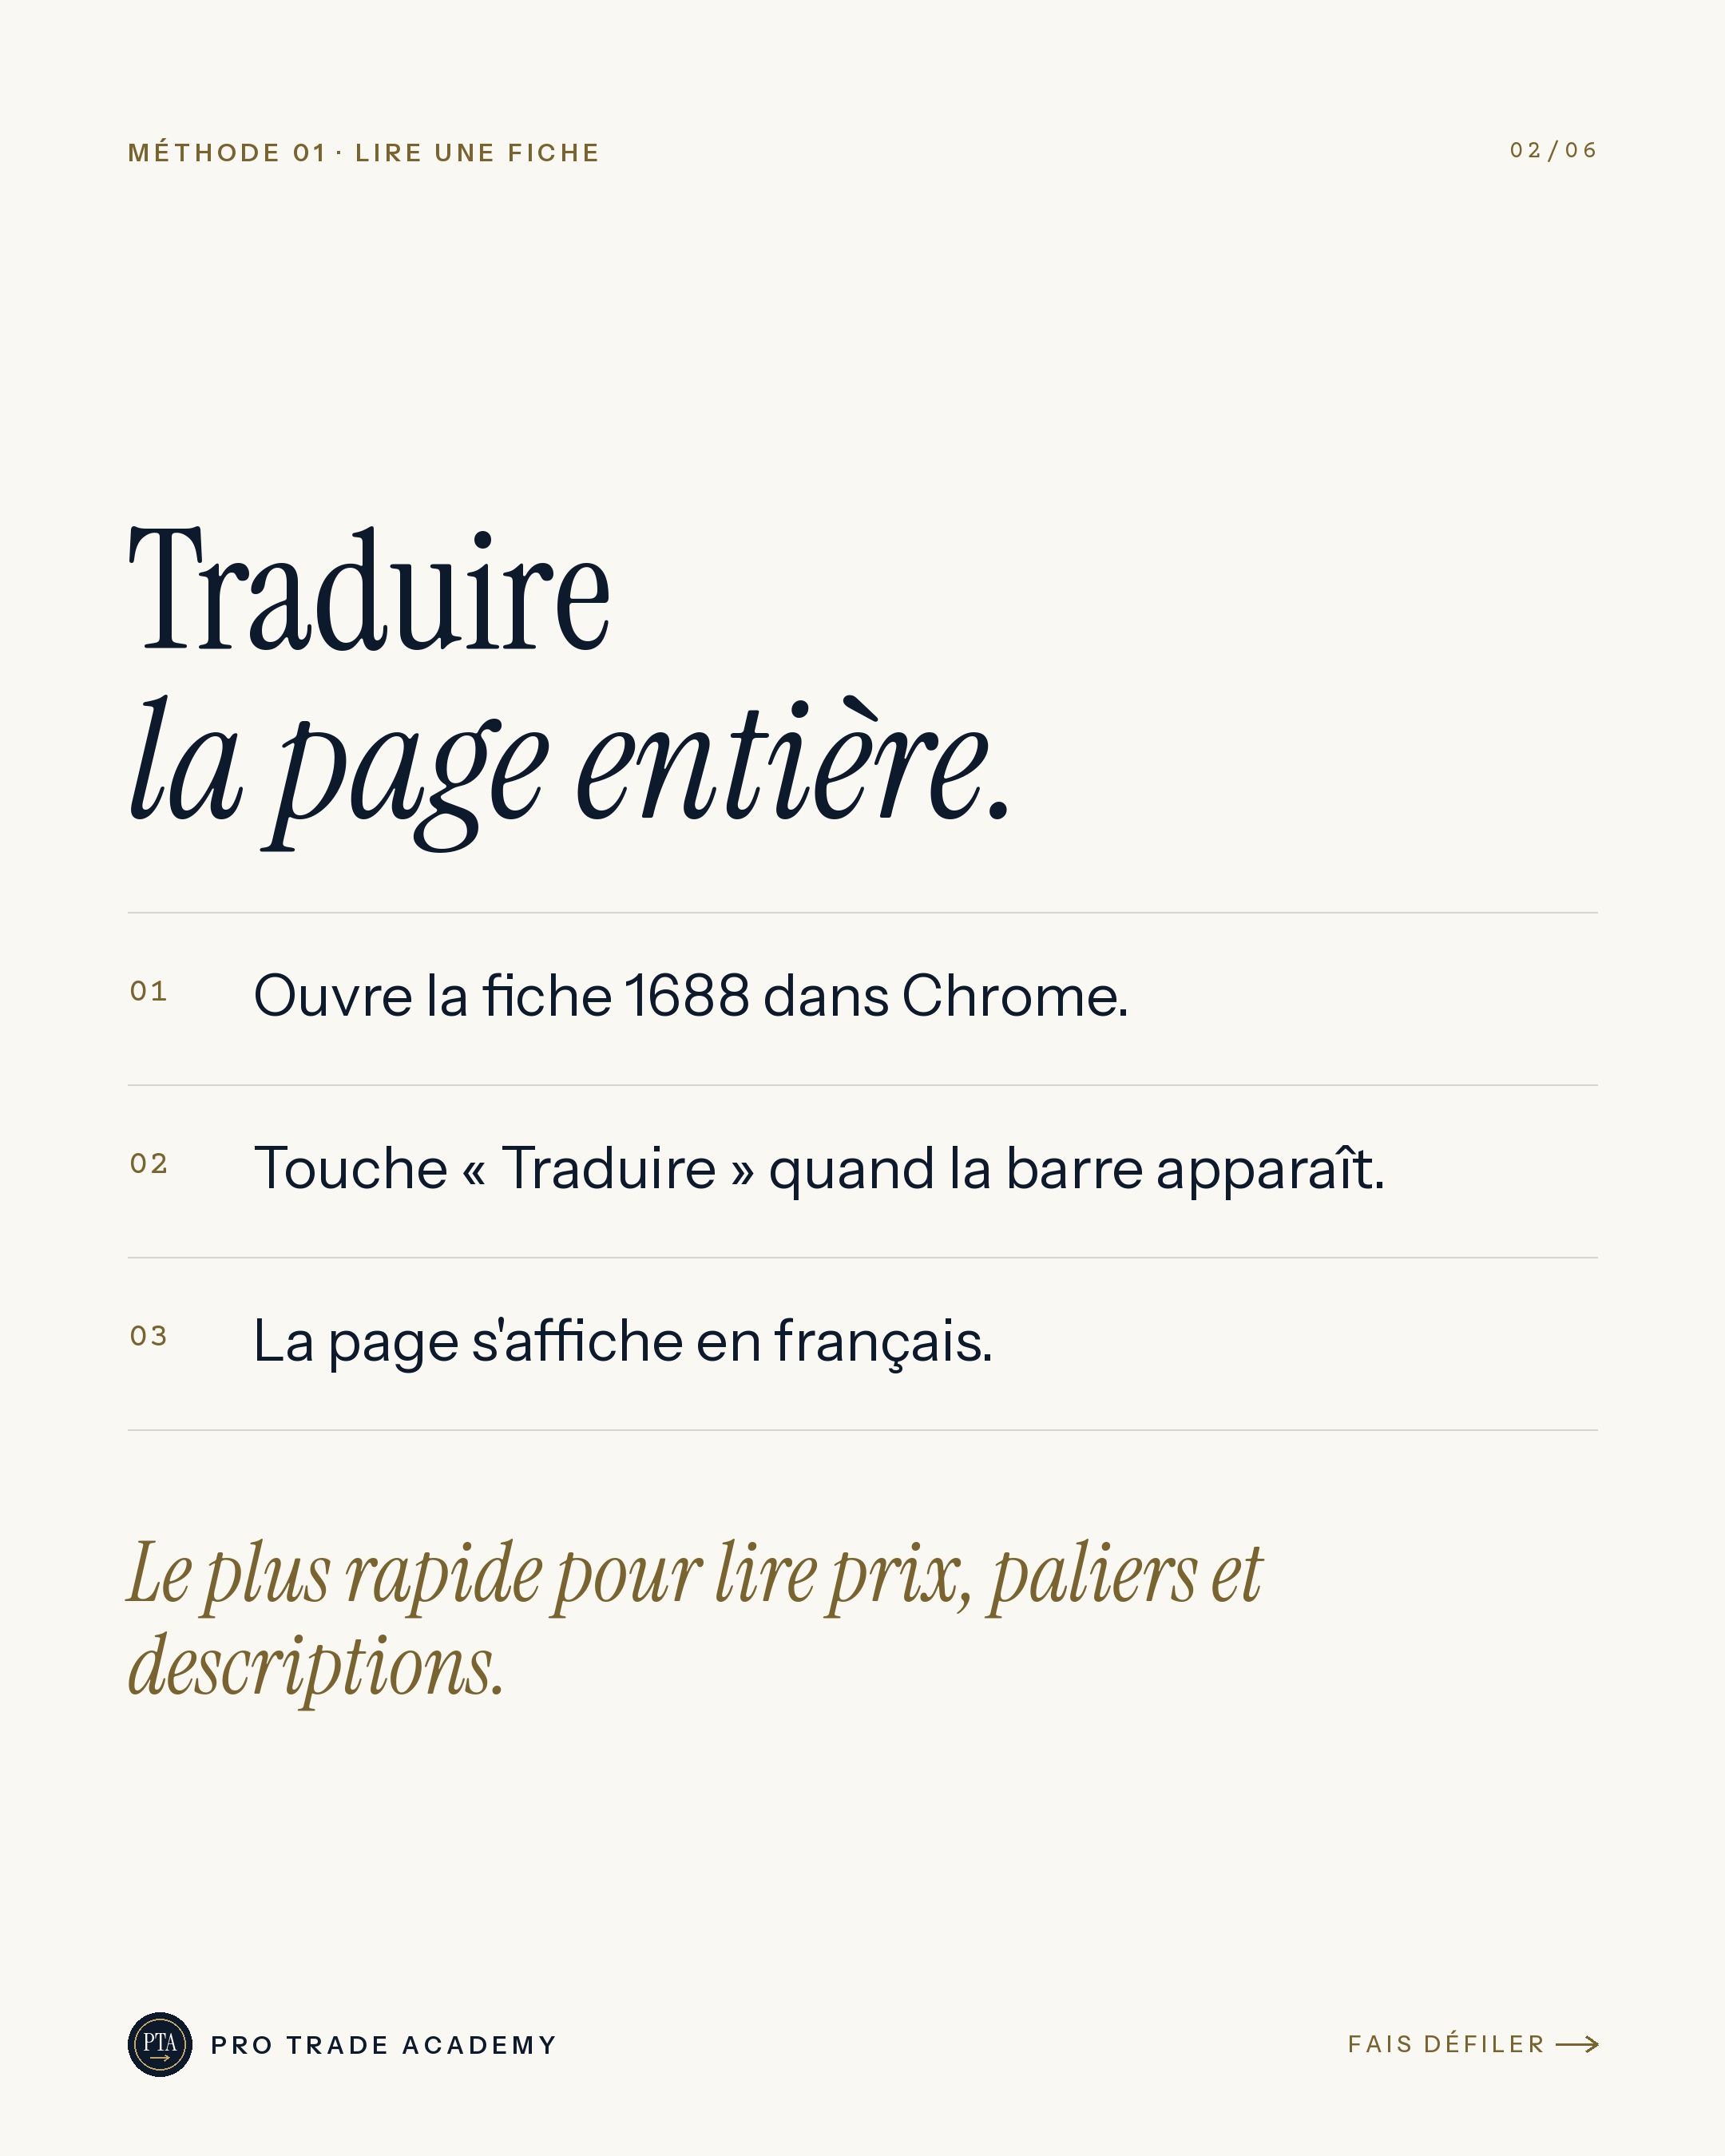 MÉTHODE 01 · LIRE UNE FICHE
02/06
Traduire
la page entière.
01 Ouvre la fiche 1688 dans Chrome.
02 Touche « Traduire » quand la barre apparaît.
03 La page s'affiche en français.
Le plus rapide pour lire prix, paliers et
descriptions.
PTA
PRO TRADE ACADEMY
FAIS DÉFILER →